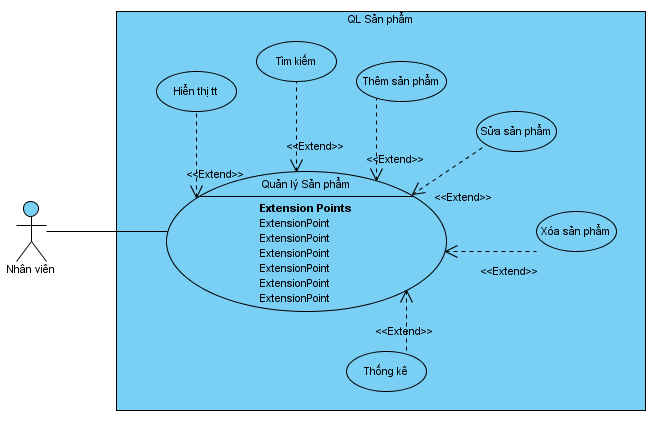 QL Sản phẩm
Tìm kiếm
Hiển thị tt
Thêm sản phẩm
Sửa sản phẩm
<<Extend>>
<<Extend>>
<<Extend>>
<<Extend>>
Quản lý Sản phẩm
Extension Points
ExtensionPoint
ExtensionPoint
ExtensionPoint
ExtensionPoint
ExtensionPoint
ExtensionPoint
Xóa sản phẩm
<<Extend>>
Nhân viên
<<Extend>>
Thống kê